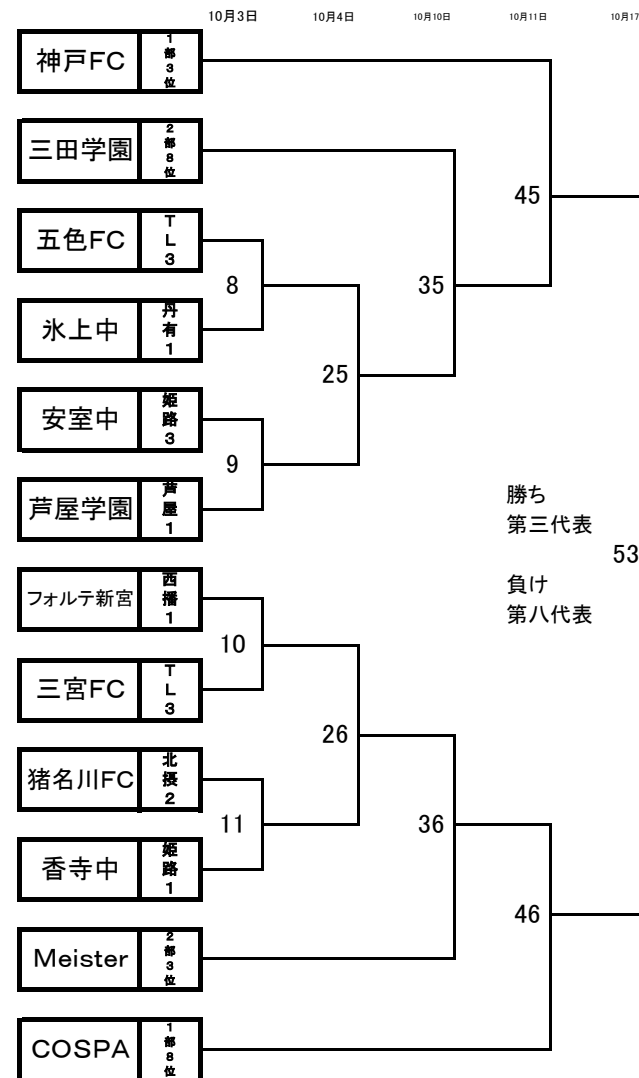 10月3日 10月4日 10月10日 10月11日 10月17
神戸FC 1部3位
三田学園 2部8位
45
五色FC TL3
8 35
氷上中 丹有1
25
安室中 姫路3
9
芦屋学園 芦屋1
勝ち
第三代表
53
負け
第八代表
フォルテ新宮 西播1
10
三宮FC TL3
26
猪名川FC 北摂2
11 36
香寺中 姫路1
46
Meister 2部3位
COSPA 1部8位